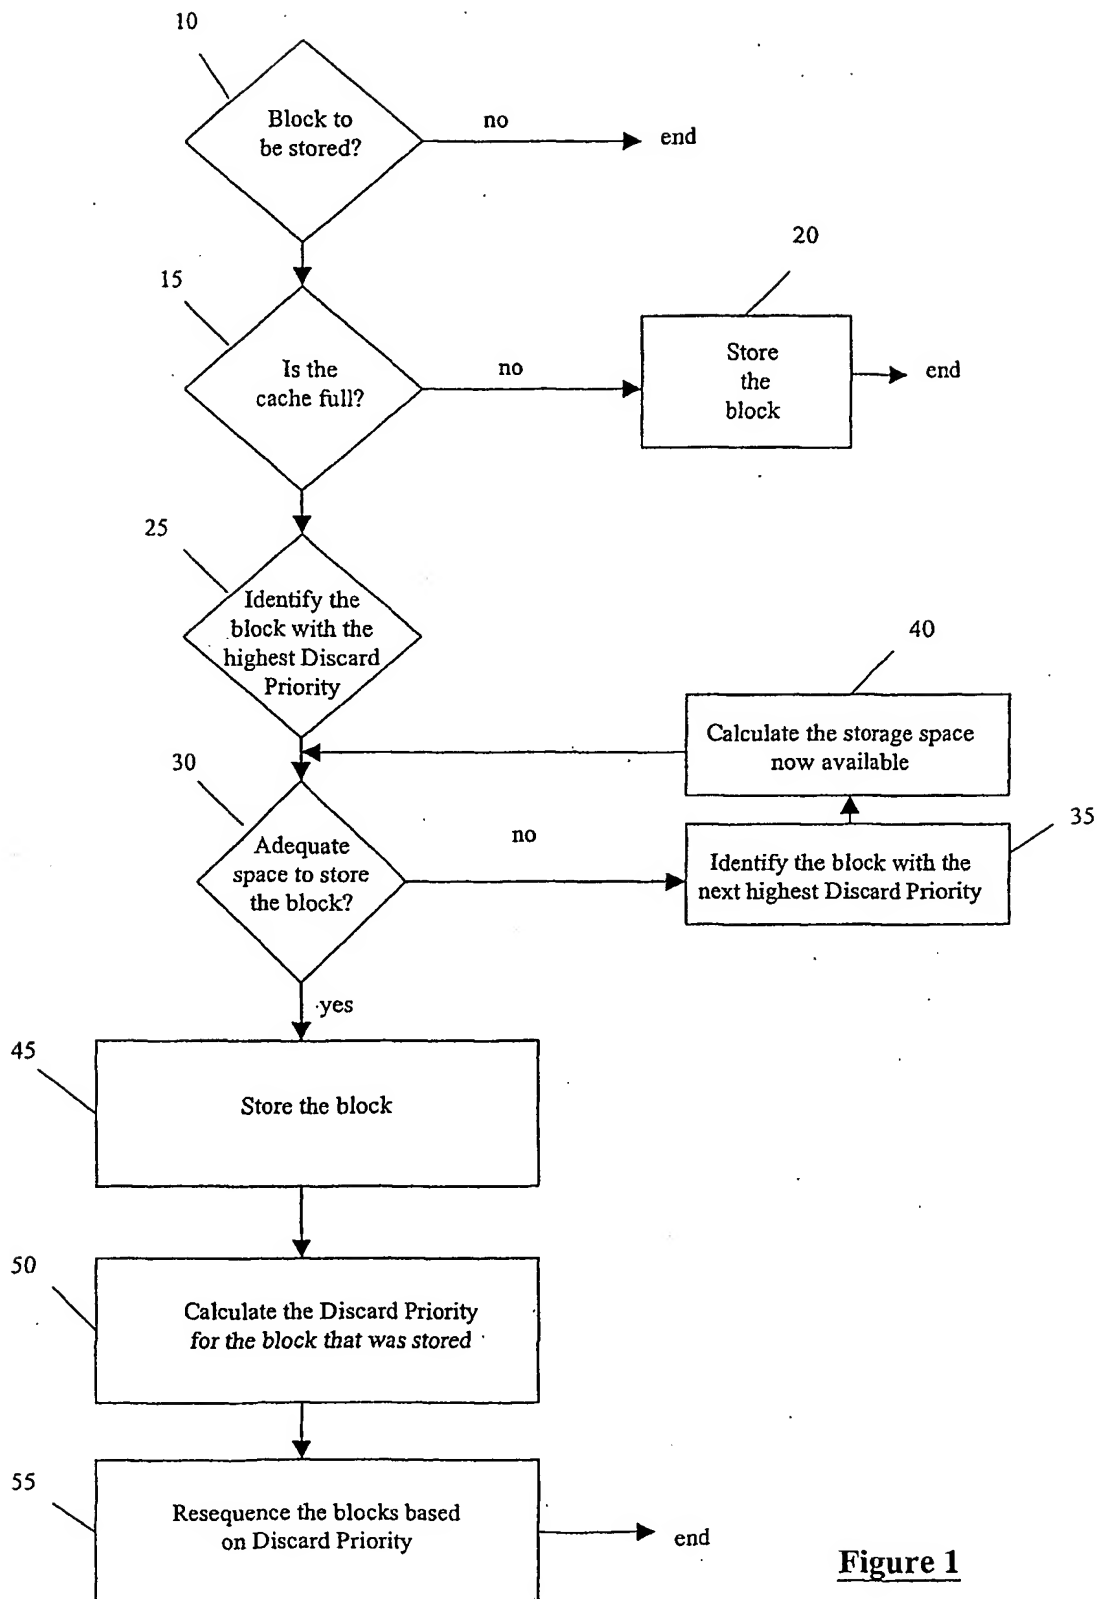 10
Block to
be stored?
no
end
15
Is the
cache full?
no
20
Store
the
block
end
25
Identify the
block with the
highest Discard
Priority
40
Calculate the storage space
now available
30
Adequate
space to store
the block?
no
35
Identify the block with the
next highest Discard Priority
yes
45
Store the block
50
Calculate the Discard Priority
for the block that was stored
55
Resequence the blocks based
on Discard Priority
end
Figure 1